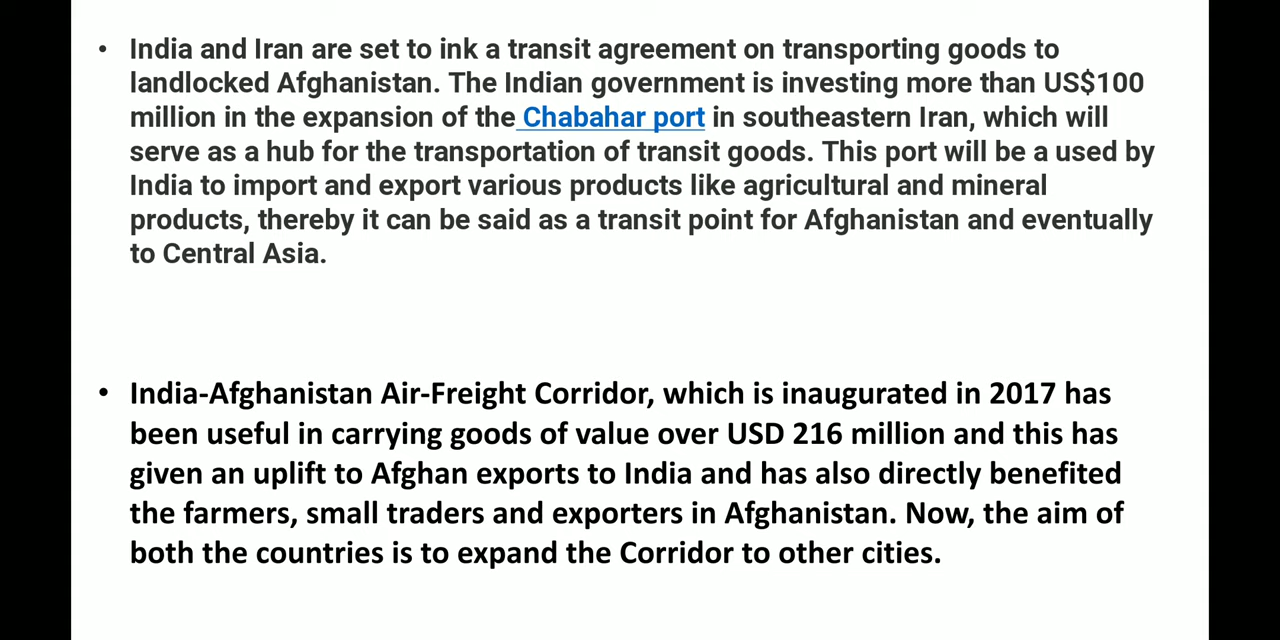 • India and Iran are set to ink a transit agreement on transporting goods to
landlocked Afghanistan. The Indian government is investing more than US$100
million in the expansion of the Chabahar port in southeastern Iran, which will
serve as a hub for the transportation of transit goods. This port will be a used by
India to import and export various products like agricultural and mineral
products, thereby it can be said as a transit point for Afghanistan and eventually
to Central Asia.
• India-Afghanistan Air-Freight Corridor, which is inaugurated in 2017 has
been useful in carrying goods of value over USD 216 million and this has
given an uplift to Afghan exports to India and has also directly benefited
the farmers, small traders and exporters in Afghanistan. Now, the aim of
both the countries is to expand the Corridor to other cities.